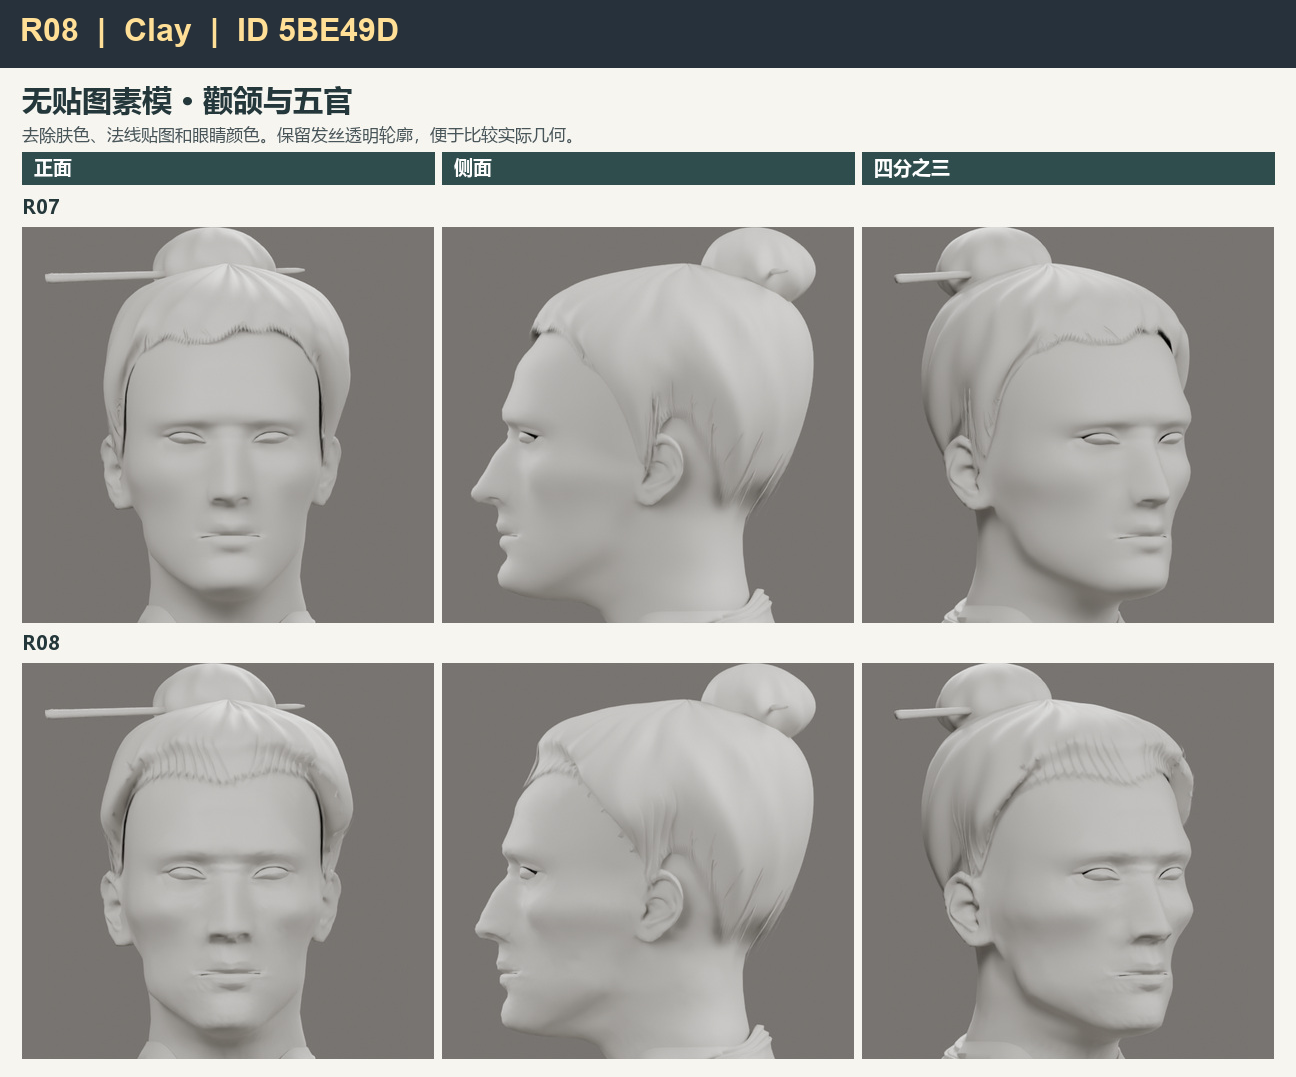 R08 | Clay | ID 5BE49D
无贴图素模 • 颧颌与五官
去除肤色、法线贴图和眼睛颜色。保留发丝透明轮廓，便于比较实际几何。
正面 侧面 四分之三
R07
R08